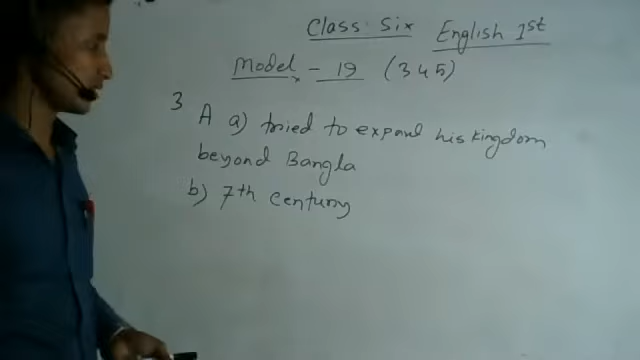 Class Six English 1st
Model - 19 (345)
3 A a) tried to expand his kingdom
beyond Bangla
b) 7th century